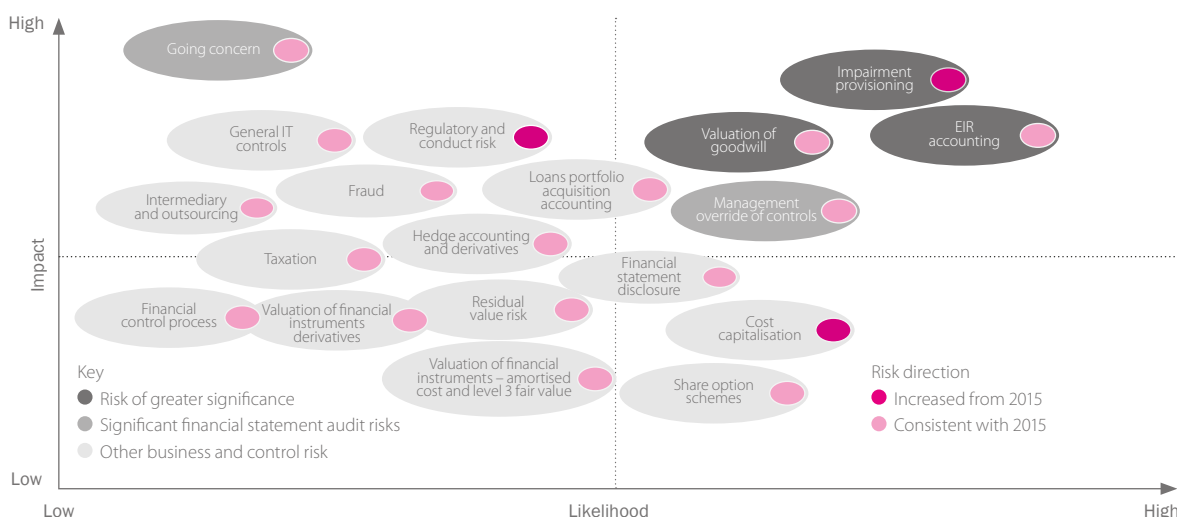 High
Going concern
Impairment
provisioning
General IT
controls
Regulatory and
conduct risk
Valuation of
goodwill
EIR
accounting
Loans portfolio
acquisition
accounting
Fraud
Intermediary
and outsourcing
Management
override of controls
Hedge accounting
and derivatives
Taxation
Financial
statement
disclosure
Impact
Financial
control process
Valuation of financial
instruments
derivatives
Residual
value risk
Cost
capitalisation
Valuation of financial
instruments – amortised
cost and level 3 fair value
Share option
schemes
Key
Risk of greater significance
Significant financial statement audit risks
Other business and control risk
Risk direction
Increased from 2015
Consistent with 2015
Low
Low
Likelihood
High